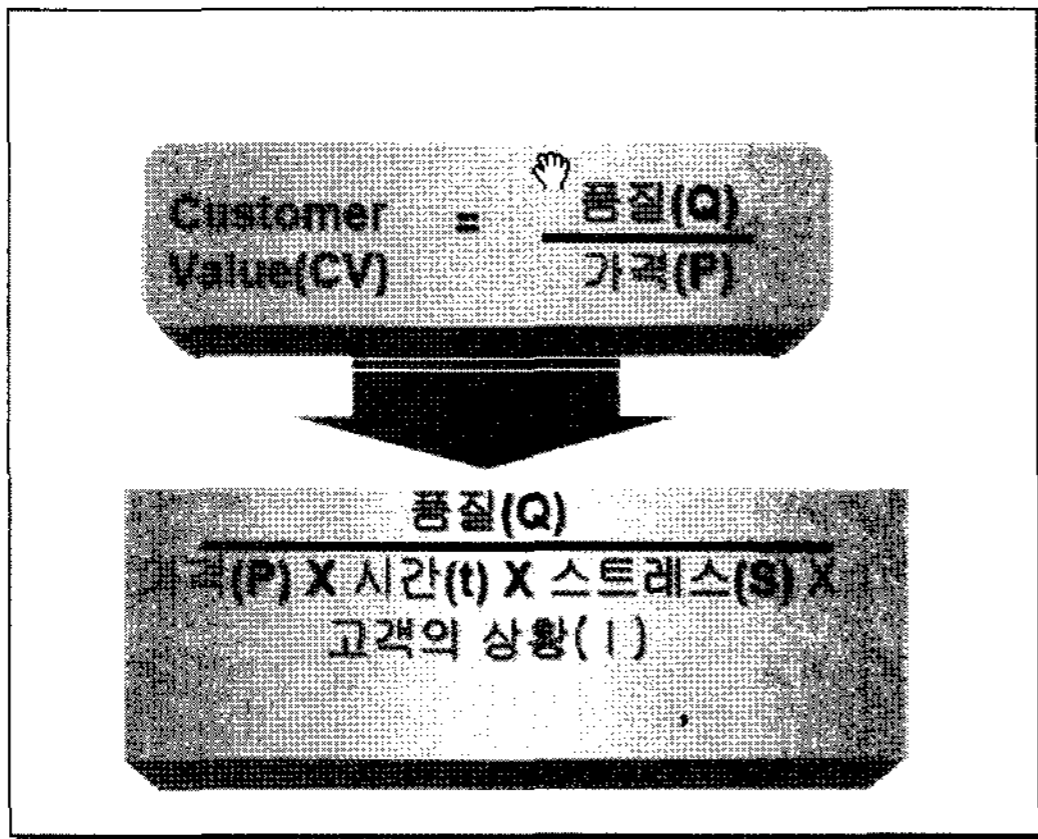 Customer
Value(CV)
=
품질(Q)
가격(P)
품질(Q)
가격(P) X 시간(t) X 스트레스(S) X
고객의 상황(I)